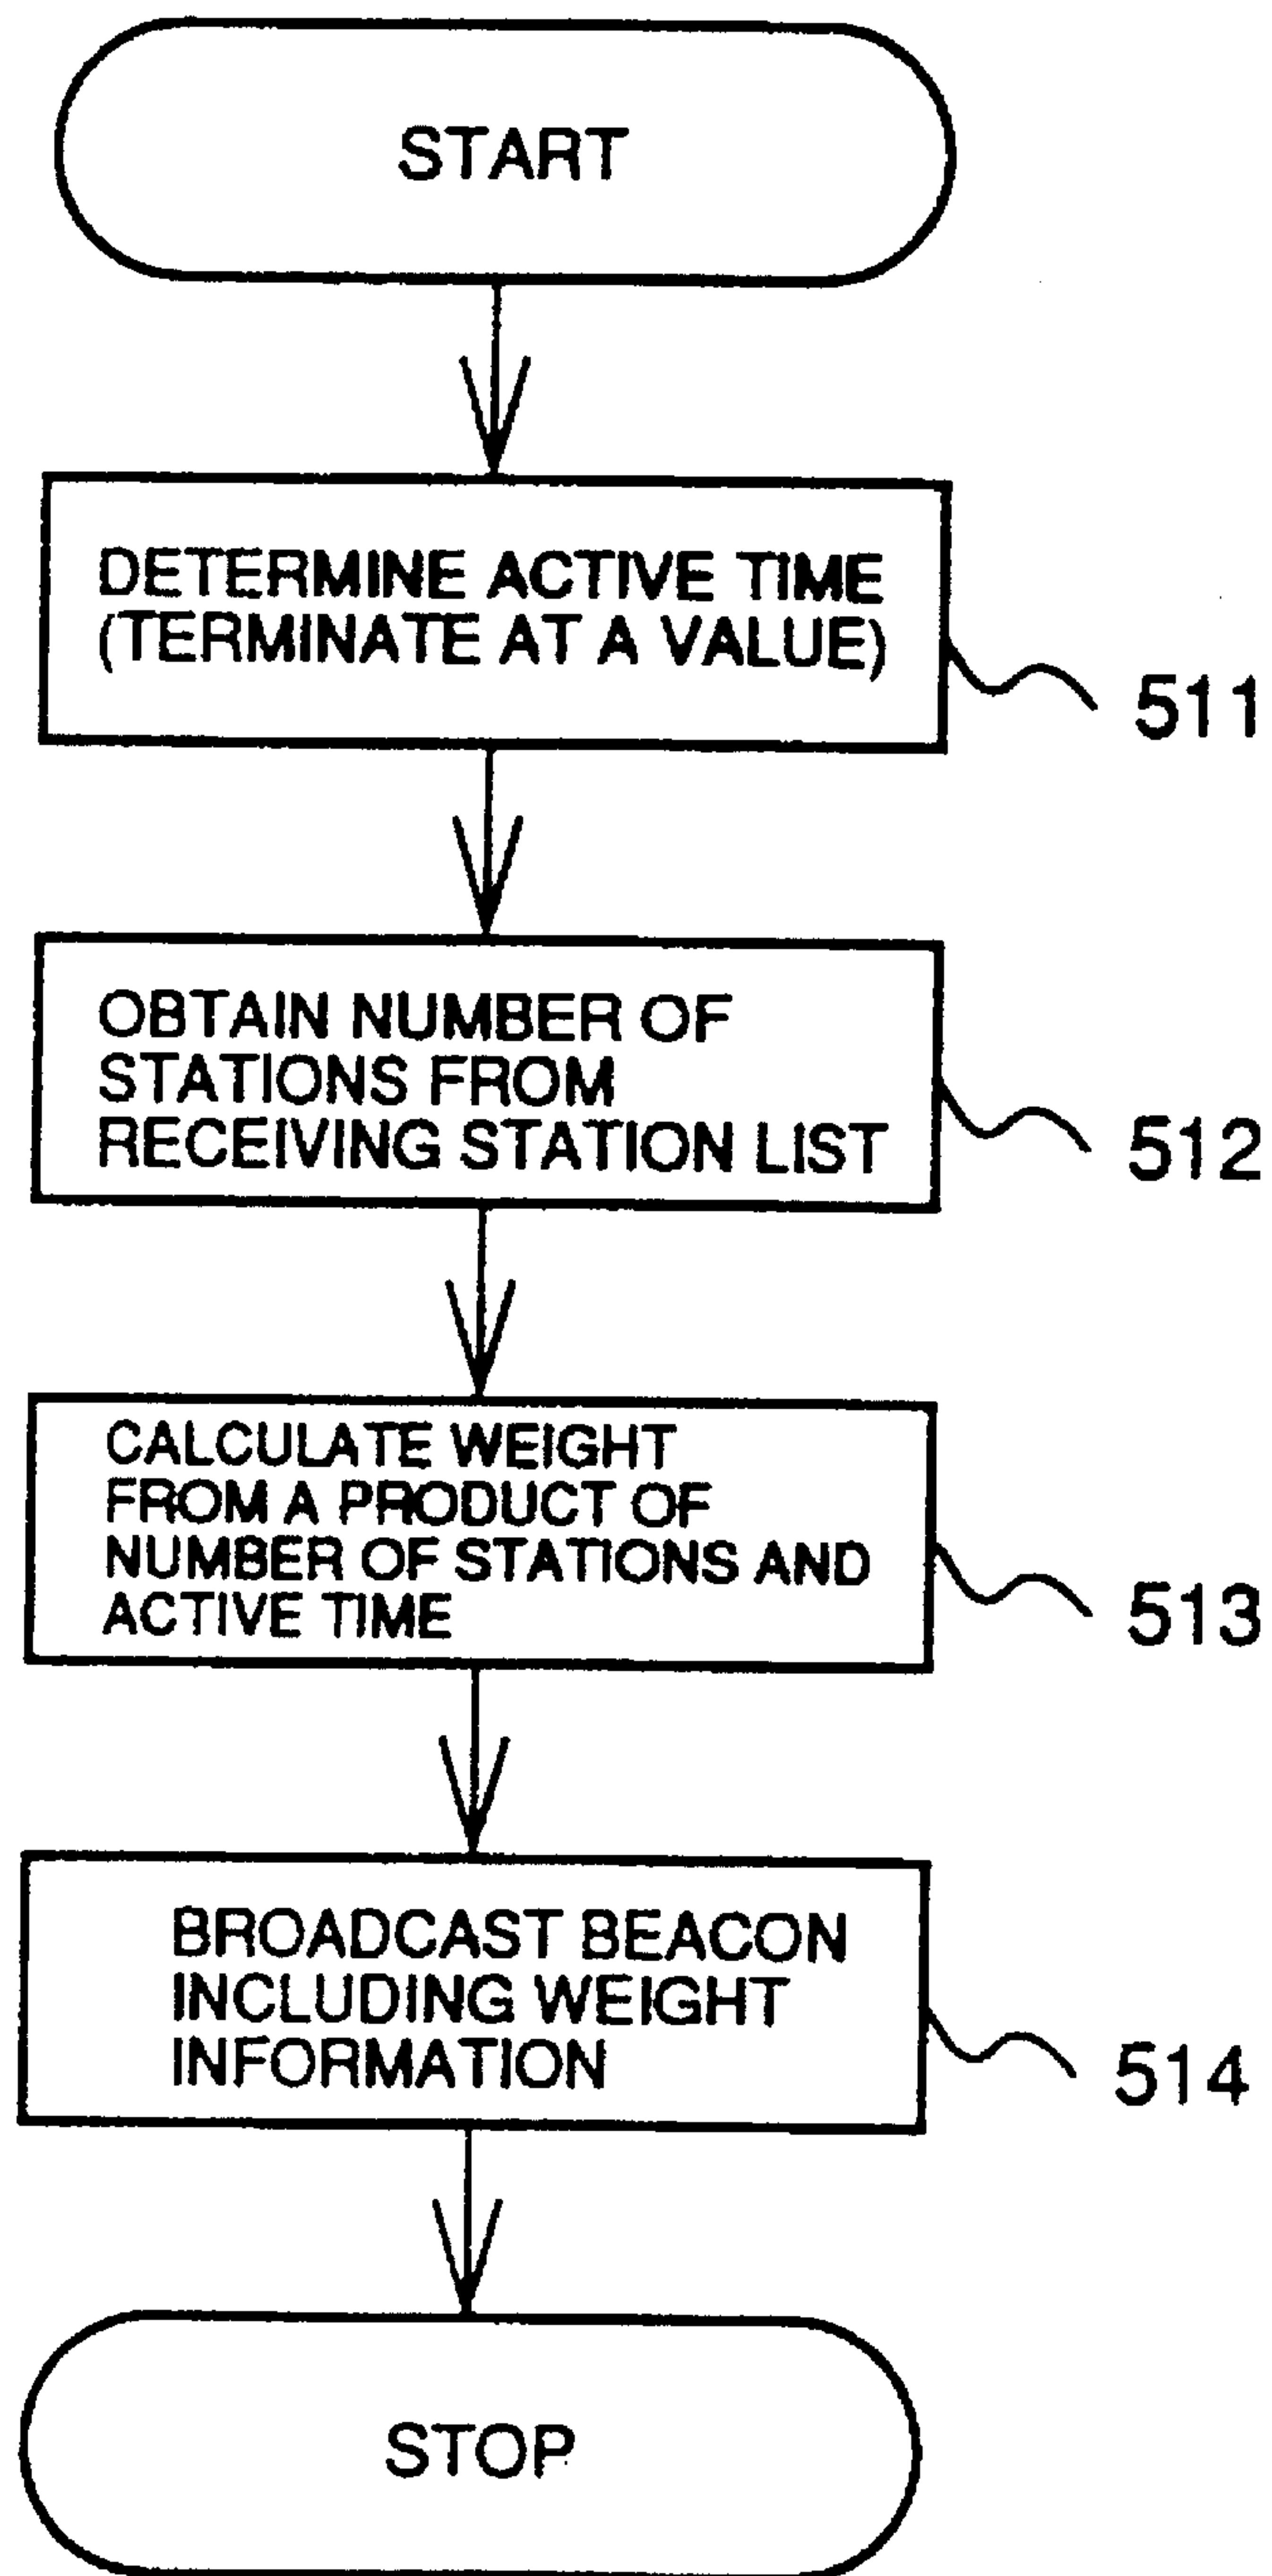 START
DETERMINE ACTIVE TIME
(TERMINATE AT A VALUE)
511
OBTAIN NUMBER OF
STATIONS FROM
RECEIVING STATION LIST
512
CALCULATE WEIGHT
FROM A PRODUCT OF
NUMBER OF STATIONS AND
ACTIVE TIME
513
BROADCAST BEACON
INCLUDING WEIGHT
INFORMATION
514
STOP